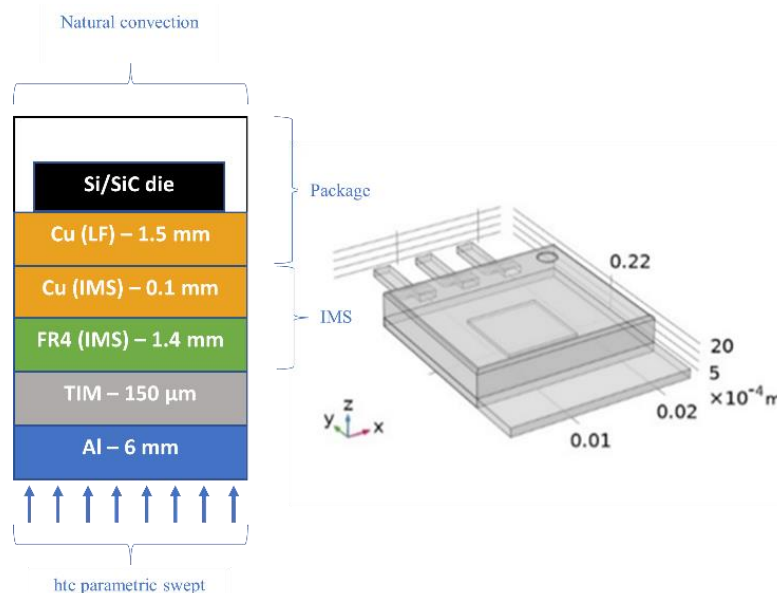 Natural convection
Si/SiC die
Cu (LF) – 1.5 mm
Package
Cu (IMS) – 0.1 mm
IMS
FR4 (IMS) – 1.4 mm
TIM – 150 µm
Al – 6 mm
htc parametric swept
0.22
20
5
×10⁻⁴ m
0.02
0.01
y
z
x